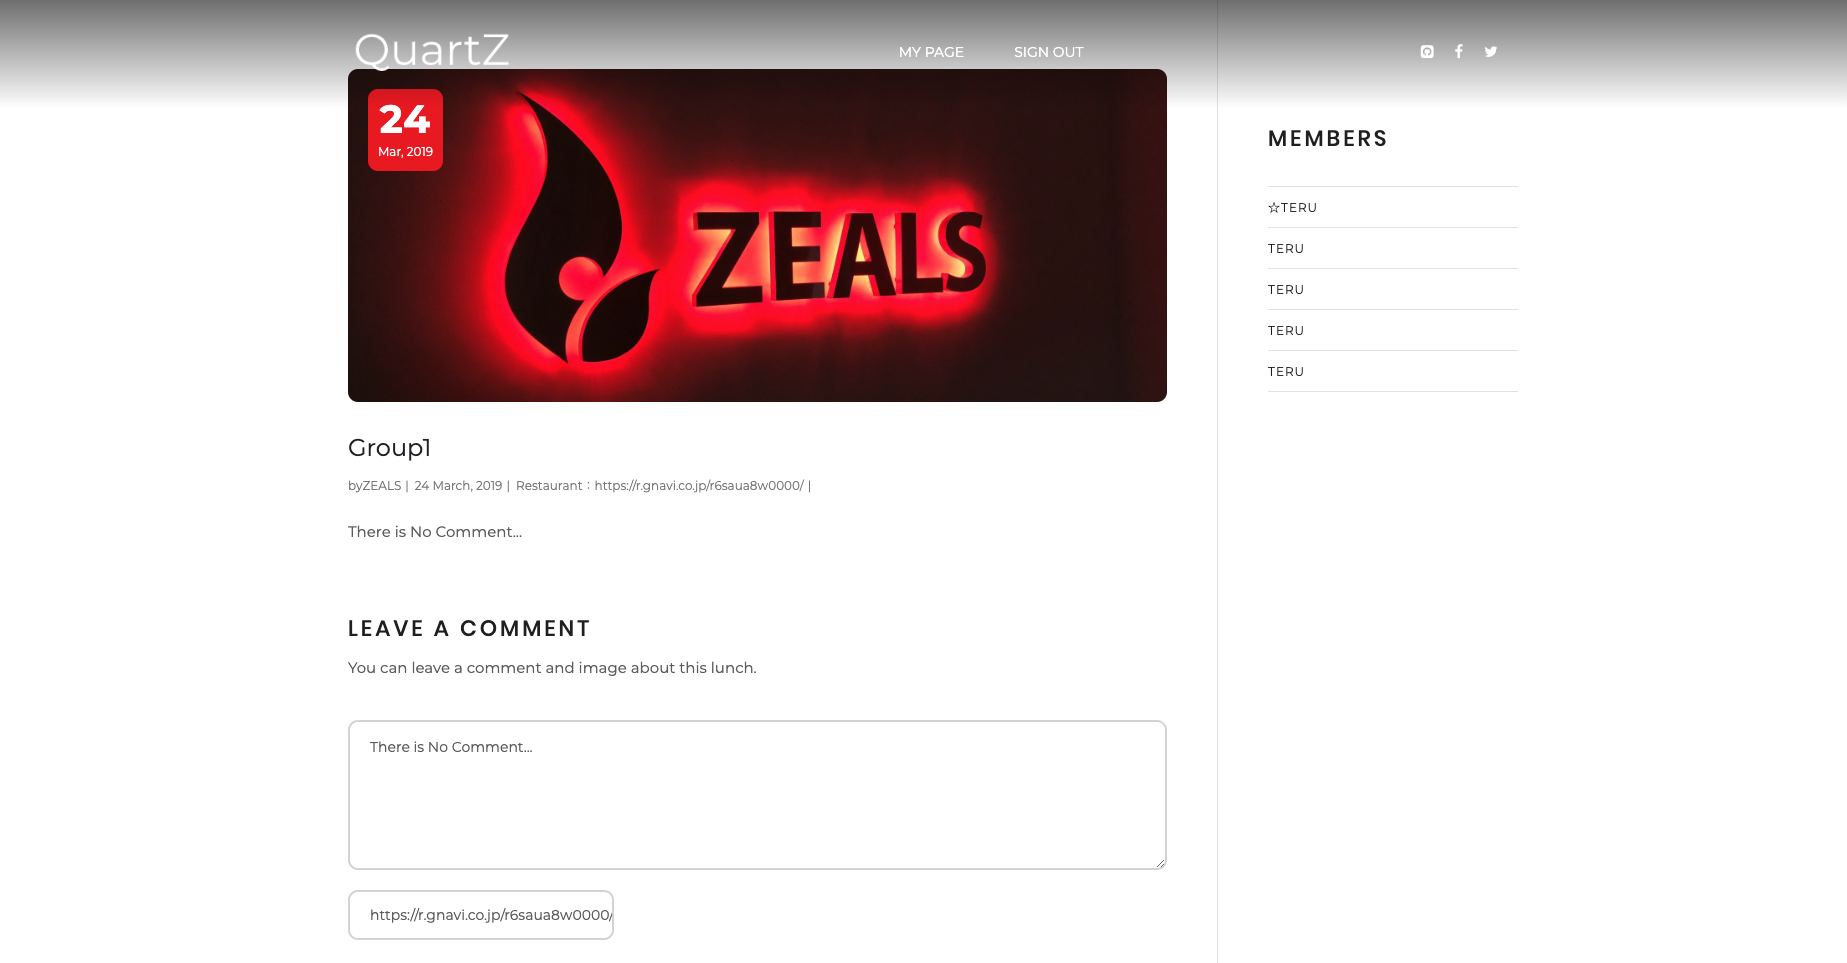 QuartZ
MY PAGE
SIGN OUT
24
Mar, 2019
ZEALS
Group1
byZEALS | 24 March, 2019 | Restaurant：https://r.gnavi.co.jp/r6saua8w0000/ |
There is No Comment...
LEAVE A COMMENT
You can leave a comment and image about this lunch.
There is No Comment...
https://r.gnavi.co.jp/r6saua8w0000/
MEMBERS
☆TERU
TERU
TERU
TERU
TERU